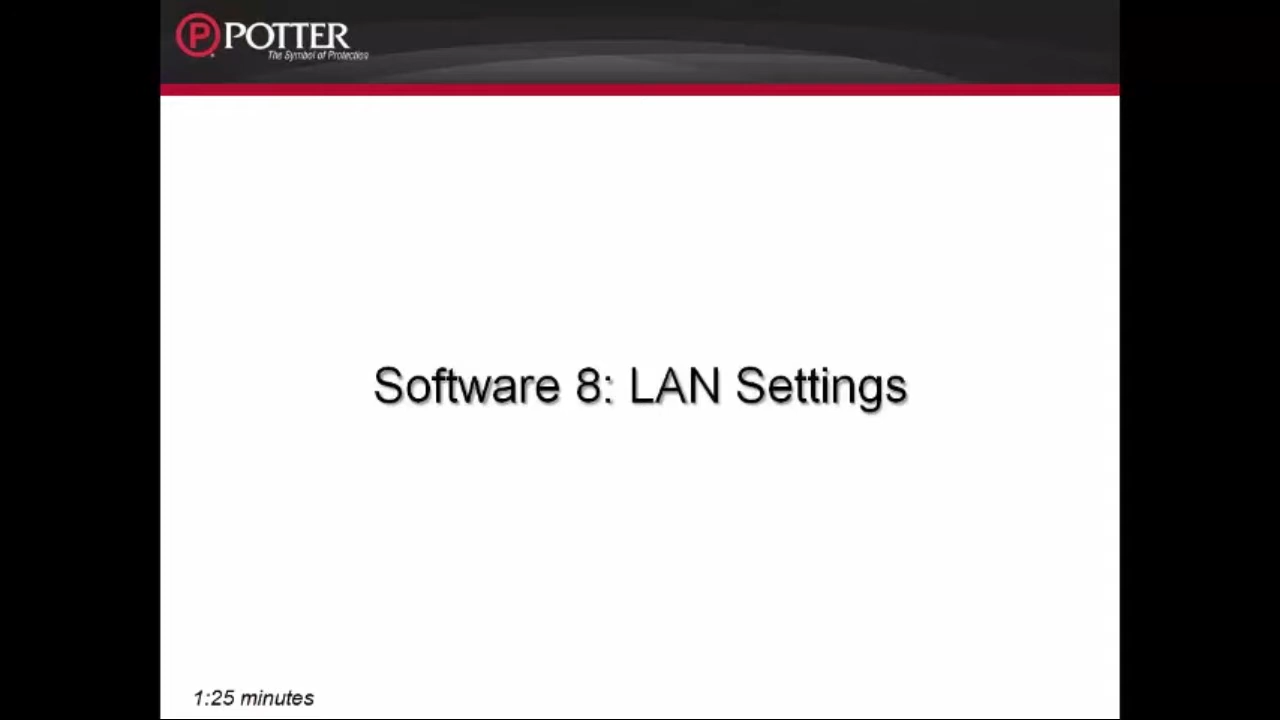 POTTER
The Symbol of Protection
Software 8: LAN Settings
1:25 minutes